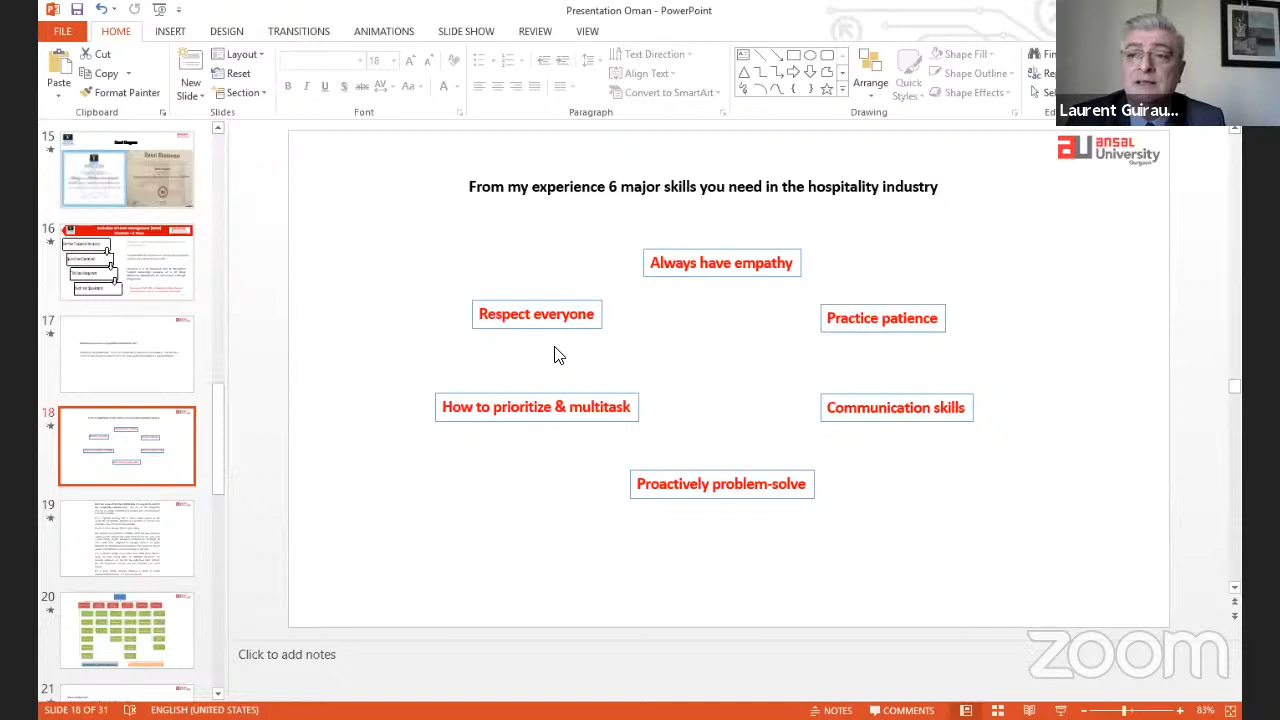 Presentation Oman - PowerPoint
FILE
HOME
INSERT
DESIGN
TRANSITIONS
ANIMATIONS
SLIDE SHOW
REVIEW
VIEW
Paste
Cut
Copy
Format Painter
Clipboard
New
Slide
Layout
Reset
Section
Slides
18
B I U S abc AV Aa A
Font
Text Direction
Align Text
Convert to SmartArt
Paragraph
Arrange
Quick
Styles
Shape Fill
Shape Outline
Shape Effects
Drawing
Laurent Guirau...
ANSAL
University
Gurgaon
From my experience 6 major skills you need in the hospitality industry
Always have empathy
Respect everyone
Practice patience
How to prioritize & multitask
Communication skills
Proactively problem-solve
15
16
17
18
19
20
21
Click to add notes
zoom
SLIDE 18 OF 31
ENGLISH (UNITED STATES)
NOTES
COMMENTS
83%